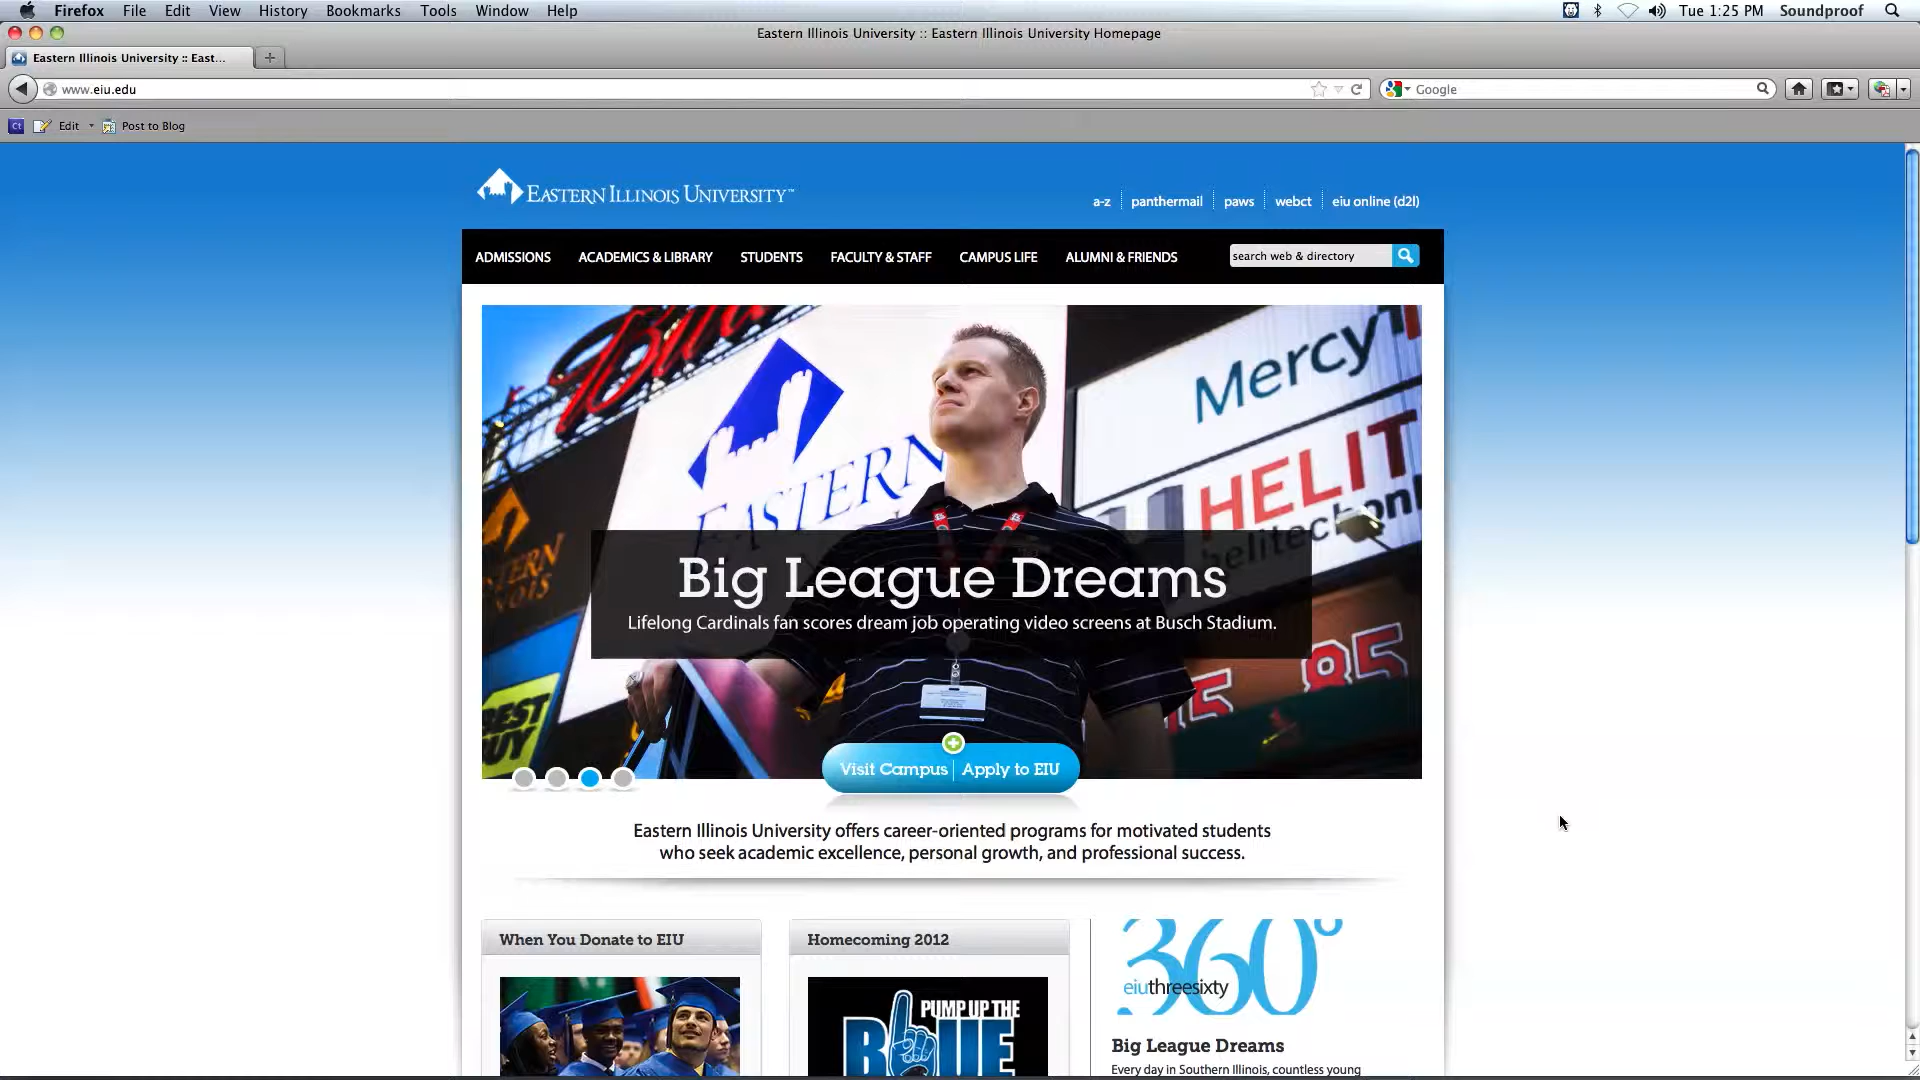 Firefox File Edit View History Bookmarks Tools Window Help
Tue 1:25 PM Soundproof
Eastern Illinois University :: Eastern Illinois University Homepage
Eastern Illinois University :: East...
www.eiu.edu
Google
Edit
Post to Blog
EASTERN ILLINOIS UNIVERSITY™
a-z
panthermail
paws
webct
eiu online (d2l)
ADMISSIONS
ACADEMICS & LIBRARY
STUDENTS
FACULTY & STAFF
CAMPUS LIFE
ALUMNI & FRIENDS
search web & directory
Mercy
HELIT
EASTERN
Big League Dreams
Lifelong Cardinals fan scores dream job operating video screens at Busch Stadium.
85
BEST
BUY
Visit Campus
Apply to EIU
Eastern Illinois University offers career-oriented programs for motivated students
who seek academic excellence, personal growth, and professional success.
When You Donate to EIU
Homecoming 2012
360°
eiuthreesixty
PUMP UP THE
BLUE
Big League Dreams
Every day in Southern Illinois, countless young